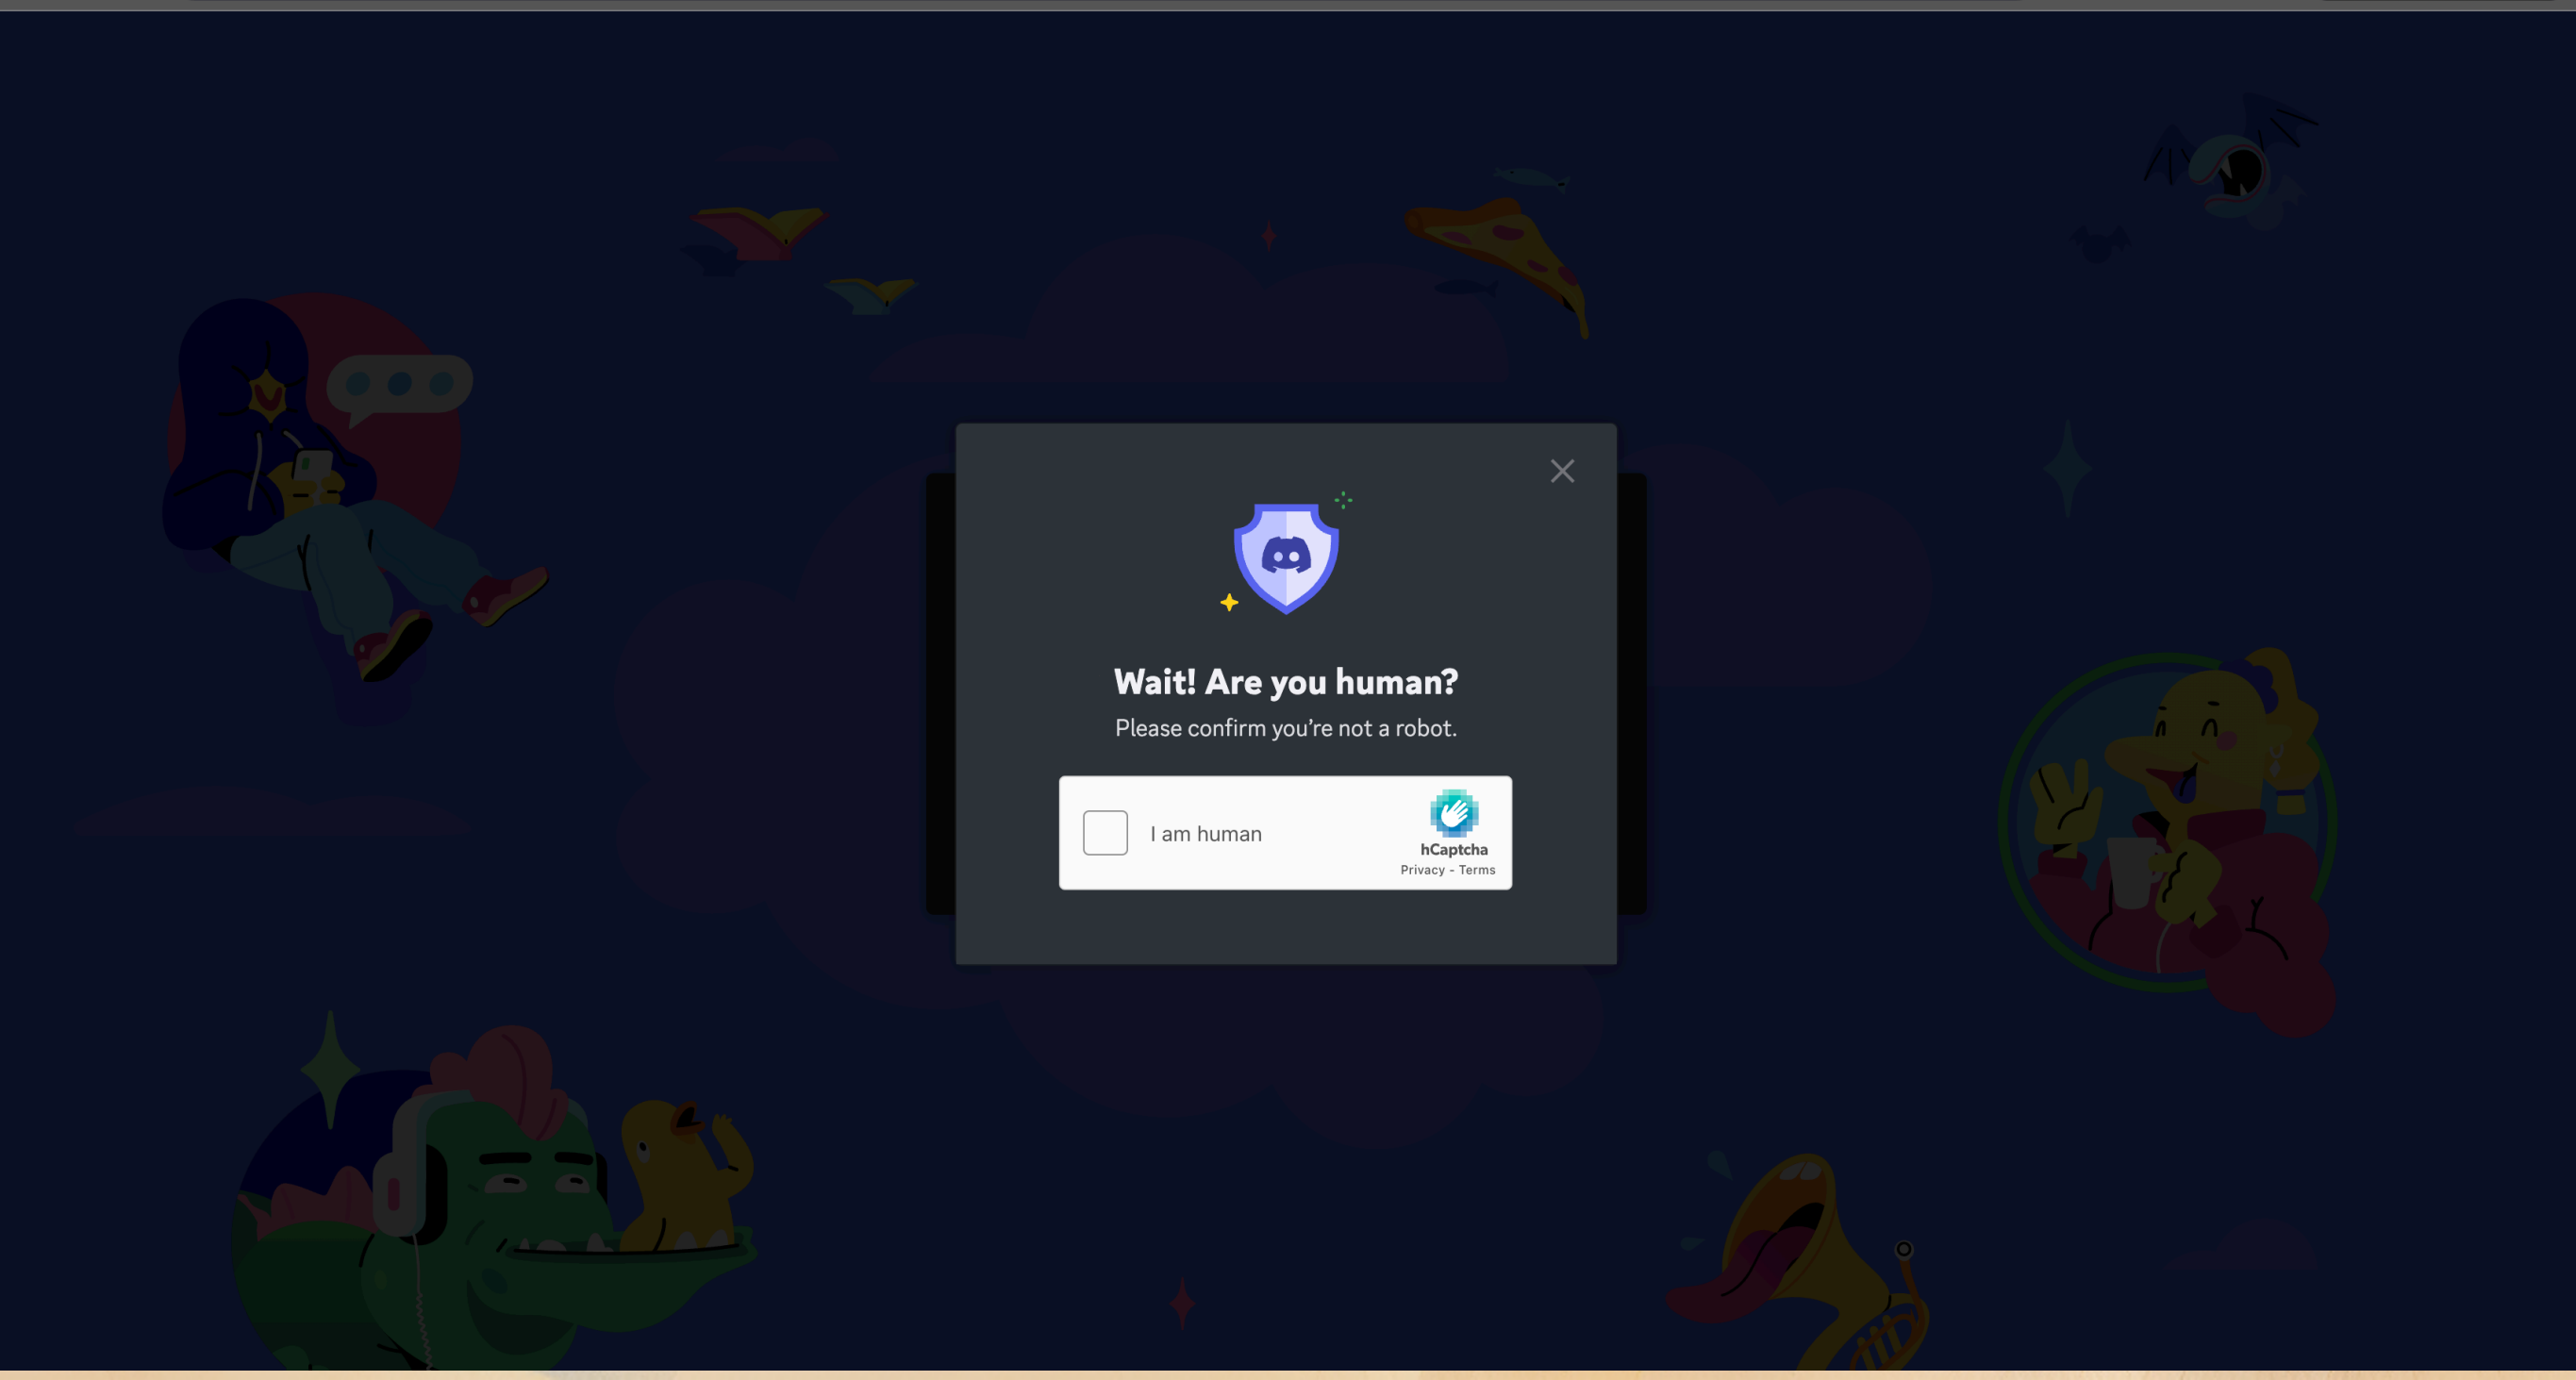 Wait! Are you human?
Please confirm you're not a robot.
I am human
hCaptcha
Privacy - Terms